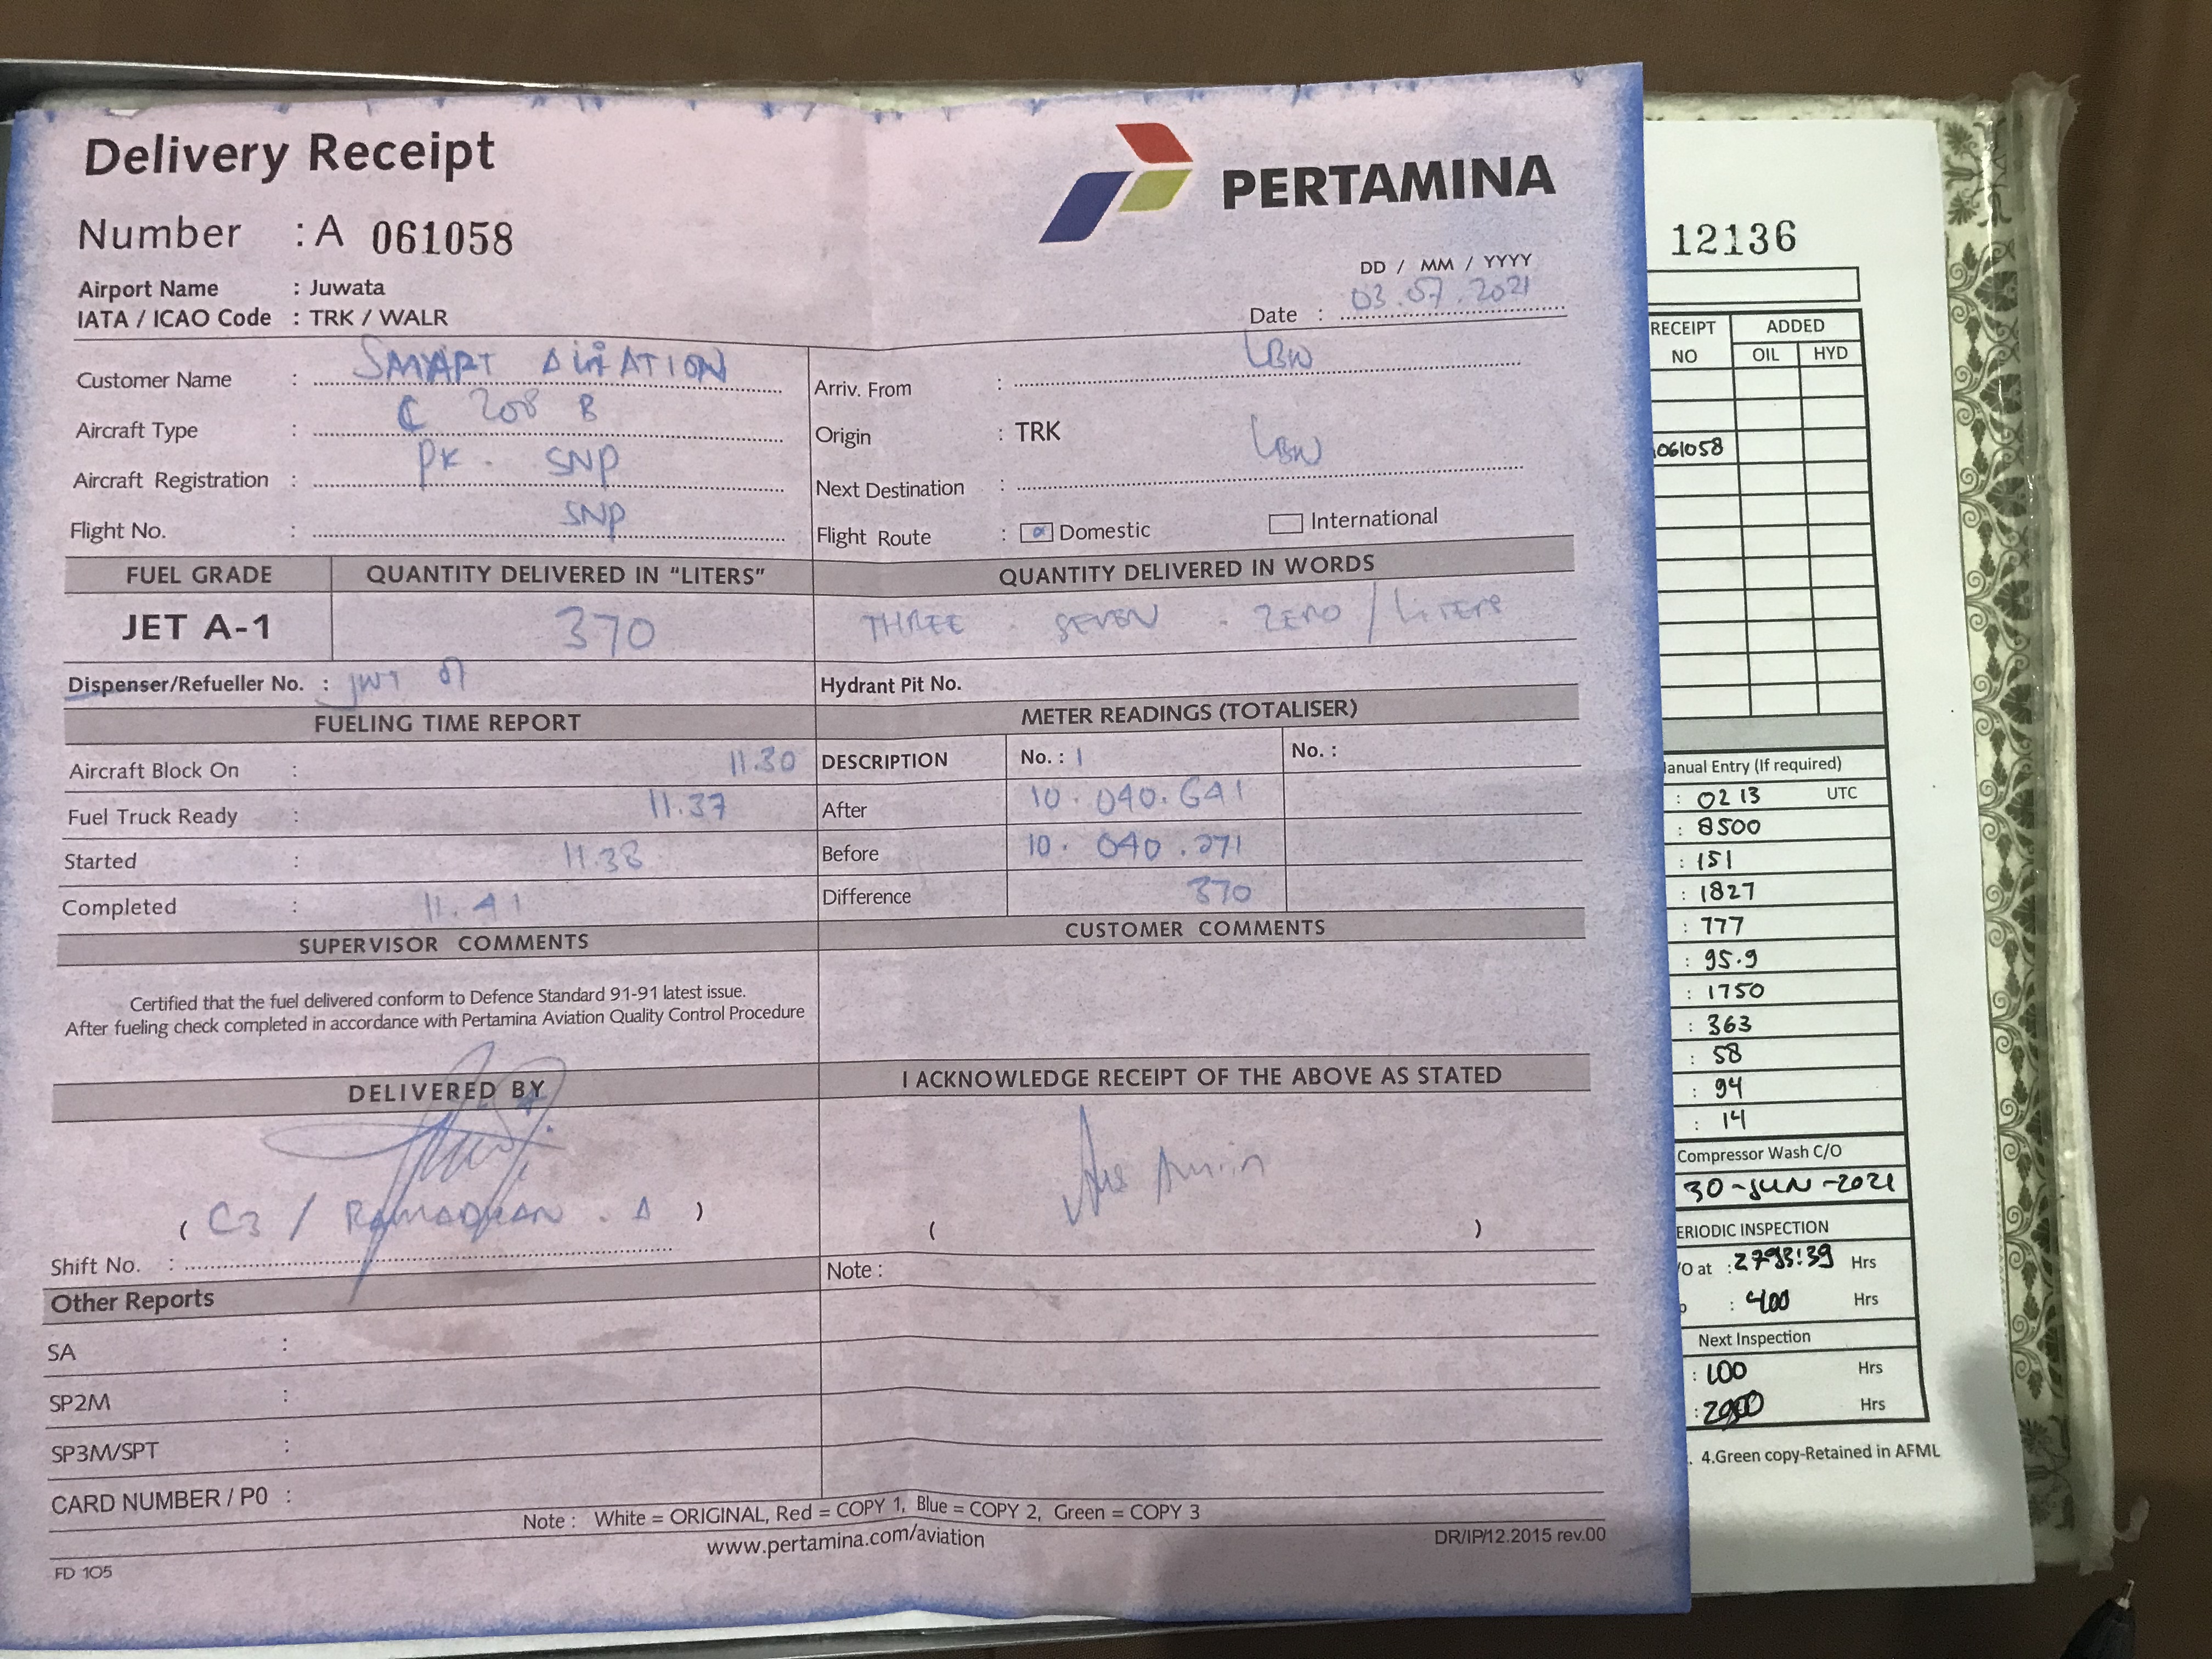 Delivery Receipt
PERTAMINA
Number : A 061058
Airport Name : Juwata
IATA / ICAO Code : TRK / WALR
DD / MM / YYYY
Date : 03.07.2021
Customer Name : SMART AVIATION
Aircraft Type : C 208 B
Aircraft Registration : PK - SNP
Flight No. : SNP
Arriv. From : LBW
Origin : TRK
Next Destination : LBW
Flight Route : Domestic International
FUEL GRADE QUANTITY DELIVERED IN "LITERS" QUANTITY DELIVERED IN WORDS
JET A-1 370 THREE - SEVEN - ZERO / LITERS
Dispenser/Refueller No. : JWT 07 Hydrant Pit No.
FUELING TIME REPORT
Aircraft Block On : 11.30
Fuel Truck Ready : 11.37
Started : 11.38
Completed : 11.41
METER READINGS (TOTALISER)
DESCRIPTION No. : 1 No. :
After 10.040.641
Before 10.040.271
Difference 370
SUPERVISOR COMMENTS
Certified that the fuel delivered conform to Defence Standard 91-91 latest issue.
After fueling check completed in accordance with Pertamina Aviation Quality Control Procedure
CUSTOMER COMMENTS
DELIVERED BY
( C3 / RAMADHAN . A )
Shift No. :
I ACKNOWLEDGE RECEIPT OF THE ABOVE AS STATED
( )
Note :
Other Reports
SA :
SP2M :
SP3M/SPT :
CARD NUMBER / P0 :
Note : White = ORIGINAL, Red = COPY 1, Blue = COPY 2, Green = COPY 3
www.pertamina.com/aviation
DR/IP/12.2015 rev.00
FD 105
12136
RECEIPT NO ADDED
OIL HYD
061058
anual Entry (If required)
: 0213 UTC
: 8500
: 151
: 1827
: 777
: 95.9
: 1750
: 363
: 58
: 94
: 14
Compressor Wash C/O
30-JUN-2021
ERIODIC INSPECTION
/O at : 2793:39 Hrs
: 400 Hrs
Next Inspection
: 100 Hrs
: Hrs
4.Green copy-Retained in AFML